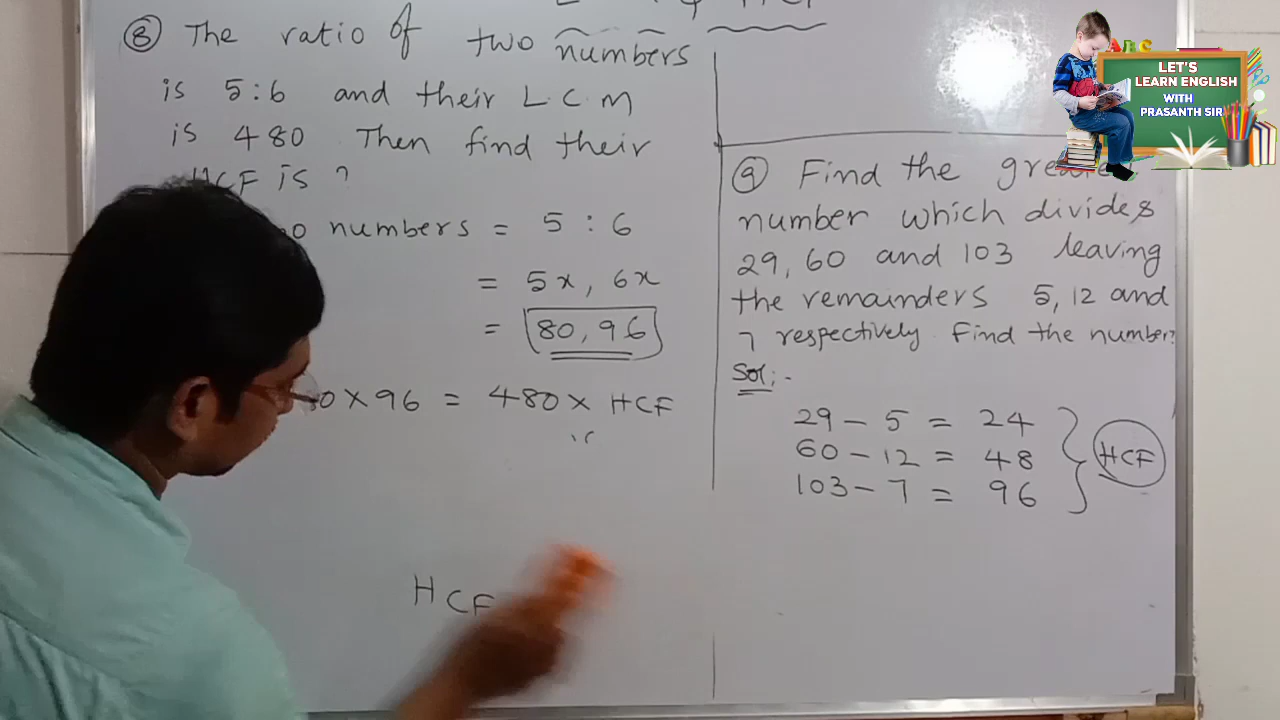 ⑧ The ratio of two numbers
is 5:6 and their L C M
is 480 Then find their
HCF is ?
numbers = 5 : 6
= 5x, 6x
= 80, 96
0 × 96 = 480 × HCF
HCF
⑨ Find the
number which divides
29, 60 and 103 leaving
the remainders 5, 12 and
7 respectively Find the number?
Sol:-
29 - 5 = 24
60 - 12 = 48
103 - 7 = 96
HCF
LET'S
LEARN ENGLISH
WITH
PRASANTH SIR